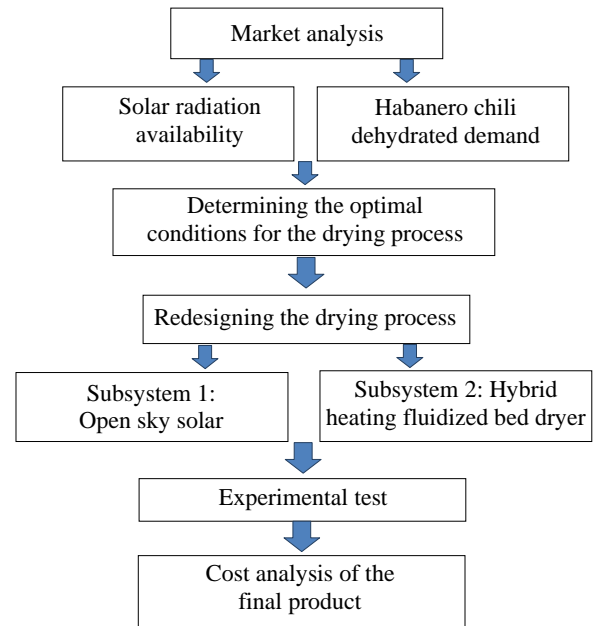 Market analysis
Solar radiation
availability
Habanero chili
dehydrated demand
Determining the optimal
conditions for the drying process
Redesigning the drying process
Subsystem 1:
Open sky solar
Subsystem 2: Hybrid
heating fluidized bed dryer
Experimental test
Cost analysis of the
final product